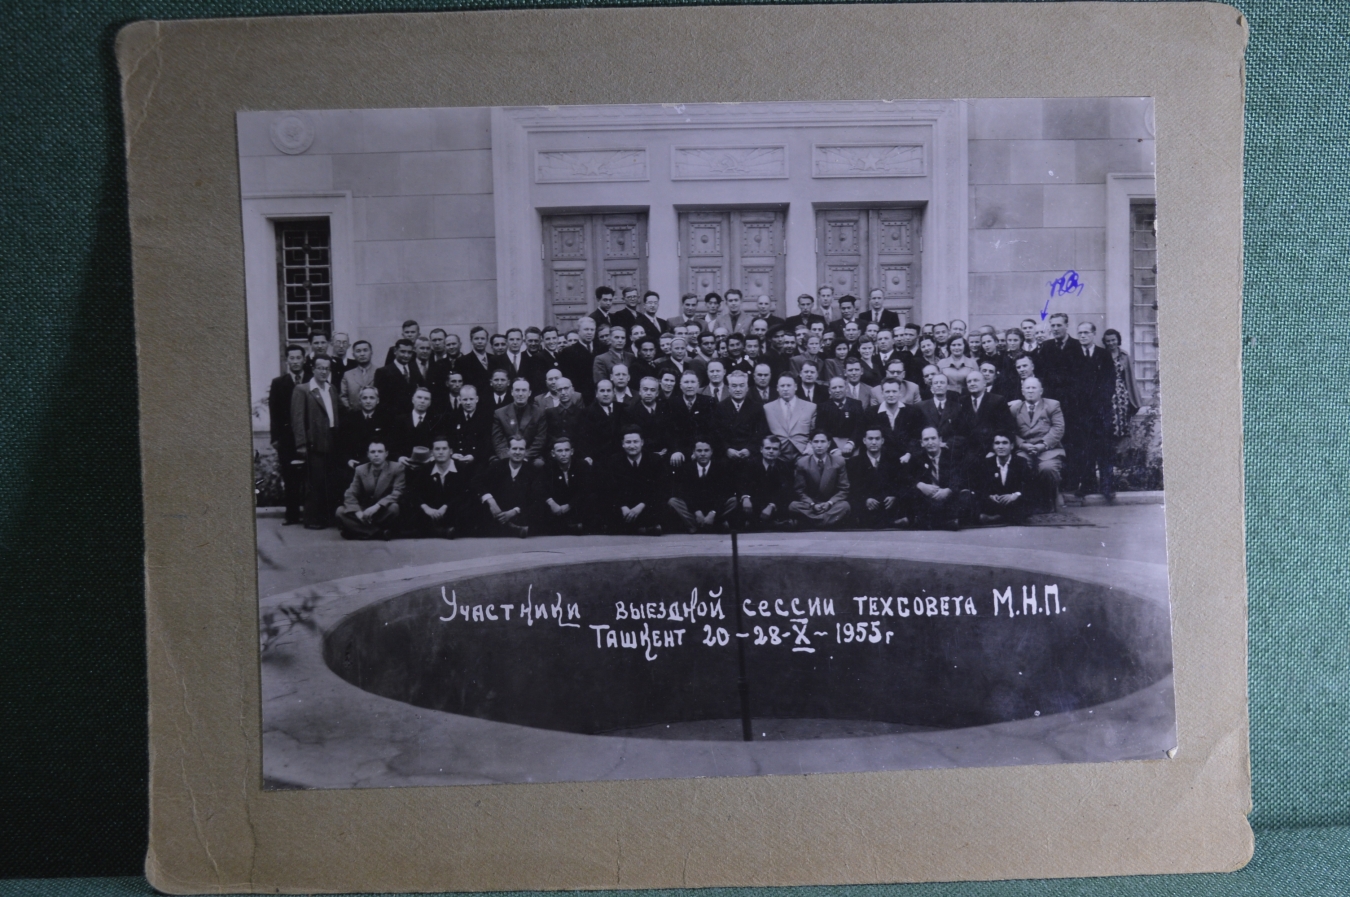 Участники выездной сессии техсовета М.Н.П.
Ташкент 20-28-X-1955г